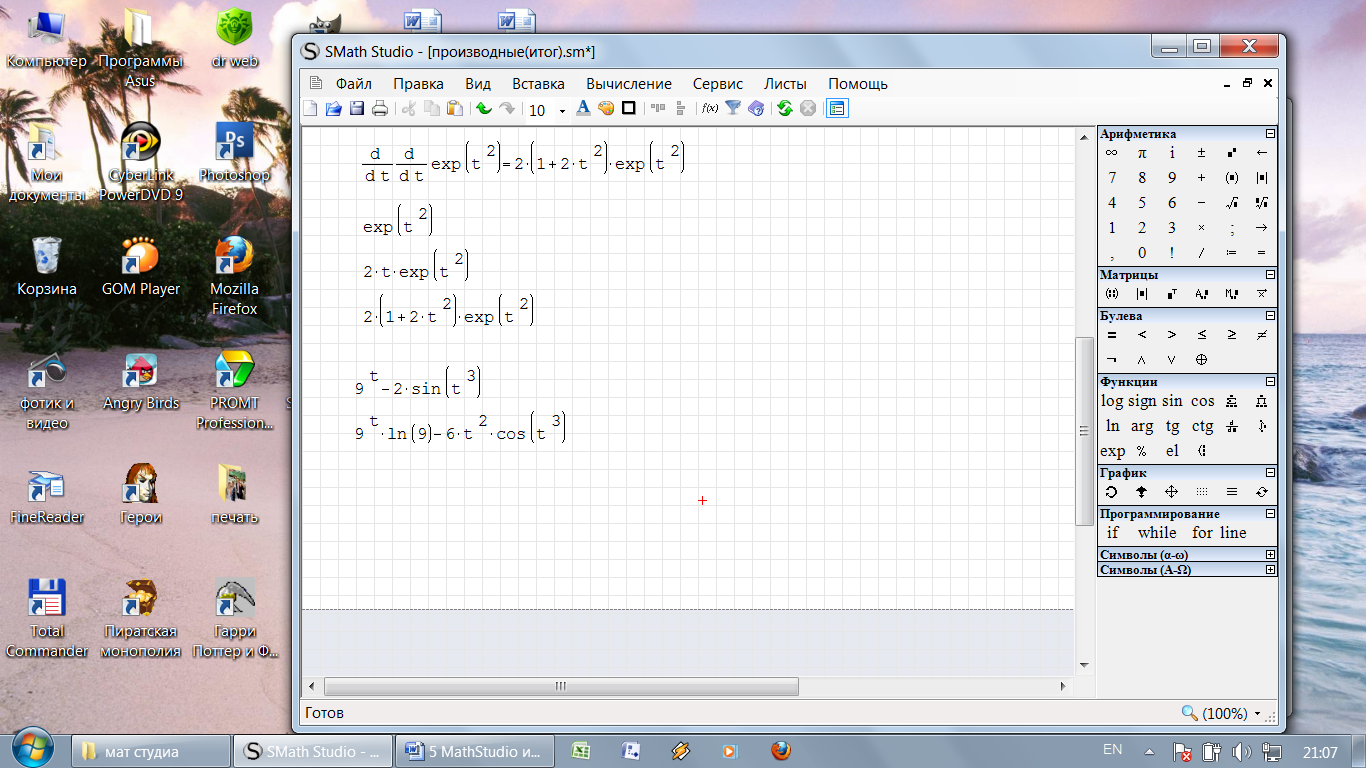 Компьютер
Программы Asus
dr web
Мои документы
CyberLink PowerDVD 9
Photoshop
Корзина
GOM Player
Mozilla Firefox
фотик и видео
Angry Birds
PROMT Profession...
FineReader
Герои
печать
Total Commander
Пиратская монополия
Гарри Поттер и Ф...
SMath Studio - [производные(итог).sm*]
Файл Правка Вид Вставка Вычисление Сервис Листы Помощь
10 A f(x)
d/dt d/dt exp(t^2)=2·(1+2·t^2)·exp(t^2)
exp(t^2)
2·t·exp(t^2)
2·(1+2·t^2)·exp(t^2)
9^t-2·sin(t^3)
9^t·ln(9)-6·t^2·cos(t^3)
Арифметика
∞ π i ± ←
7 8 9 + (■) |■|
4 5 6 −
1 2 3 × ; →
, 0 ! / := =
Матрицы
Булева
= < > ≤ ≥ ≠
¬ ∧ ∨ ⊕
Функции
log sign sin cos
ln arg tg ctg
exp % el
График
Программирование
if while for line
Символы (α-ω)
Символы (Α-Ω)
Готов
(100%)
мат студиа
SMath Studio - ...
5 MathStudio и...
EN
21:07